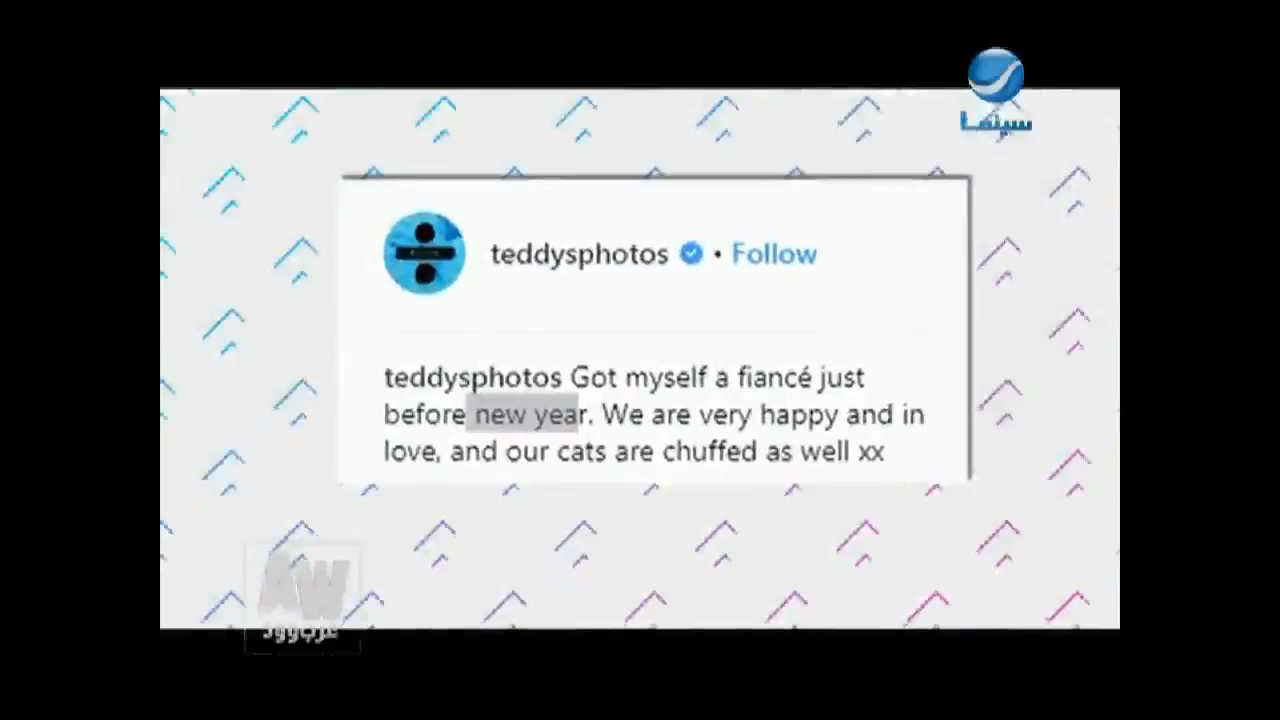 سينما
teddysphotos • Follow
teddysphotos Got myself a fiancé just
before new year. We are very happy and in
love, and our cats are chuffed as well xx
AW
عرب وود